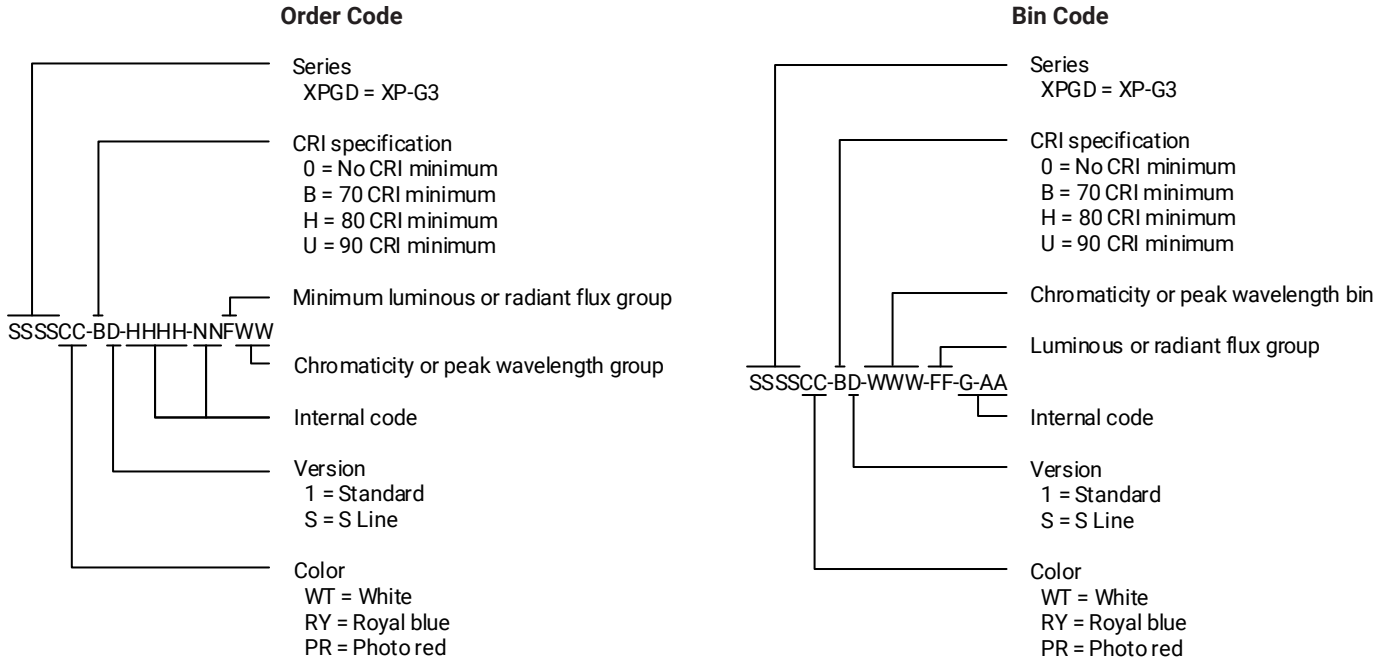 Order Code
Series
XPGD = XP-G3
CRI specification
0 = No CRI minimum
B = 70 CRI minimum
H = 80 CRI minimum
U = 90 CRI minimum
Minimum luminous or radiant flux group
SSSSCC-BD-HHHH-NNFWW
Chromaticity or peak wavelength group
Internal code
Version
1 = Standard
S = S Line
Color
WT = White
RY = Royal blue
PR = Photo red
Bin Code
Series
XPGD = XP-G3
CRI specification
0 = No CRI minimum
B = 70 CRI minimum
H = 80 CRI minimum
U = 90 CRI minimum
Chromaticity or peak wavelength bin
Luminous or radiant flux group
SSSSCC-BD-WWW-FF-G-AA
Internal code
Version
1 = Standard
S = S Line
Color
WT = White
RY = Royal blue
PR = Photo red